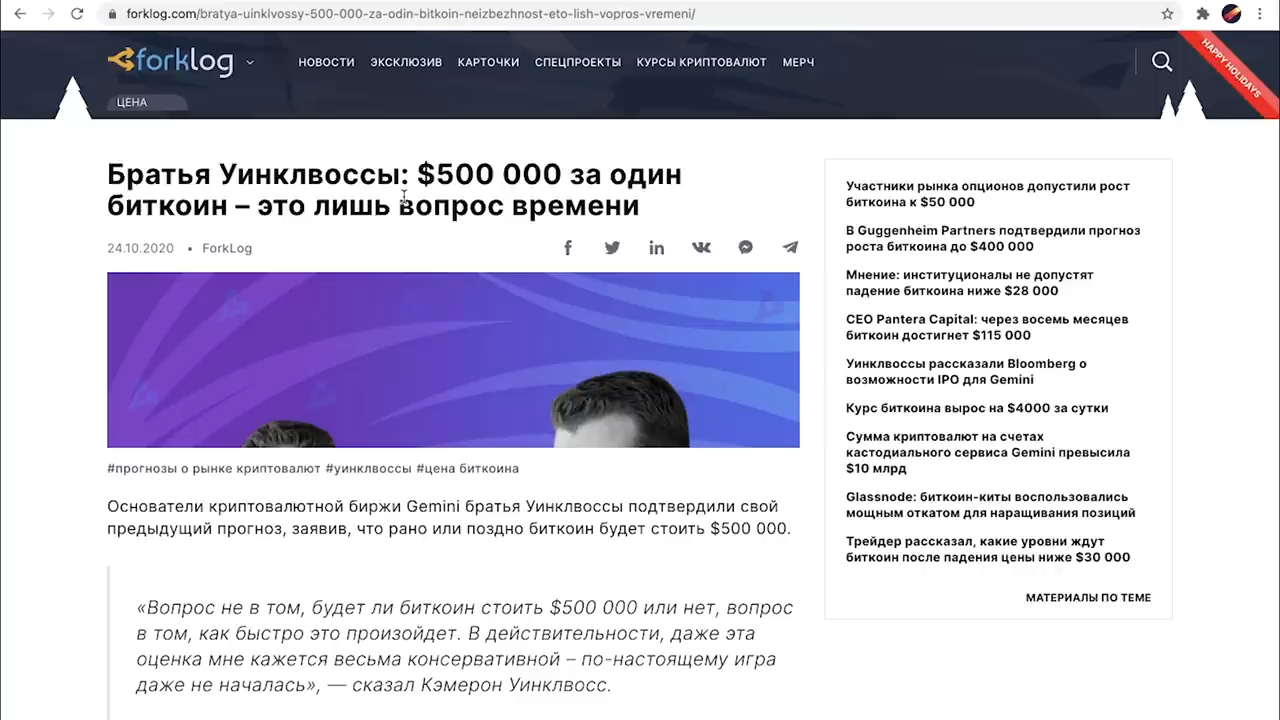 forklog.com/bratya-uinklvossy-500-000-za-odin-bitkoin-neizbezhnost-eto-lish-vopros-vremeni/
forklog
НОВОСТИ ЭКСКЛЮЗИВ КАРТОЧКИ СПЕЦПРОЕКТЫ КУРСЫ КРИПТОВАЛЮТ МЕРЧ
HAPPY HOLIDAYS
ЦЕНА
Братья Уинклвоссы: $500 000 за один
биткоин – это лишь вопрос времени
24.10.2020 • ForkLog
#прогнозы о рынке криптовалют #уинклвоссы #цена биткоина
Основатели криптовалютной биржи Gemini братья Уинклвоссы подтвердили свой
предыдущий прогноз, заявив, что рано или поздно биткоин будет стоить $500 000.
«Вопрос не в том, будет ли биткоин стоить $500 000 или нет, вопрос
в том, как быстро это произойдет. В действительности, даже эта
оценка мне кажется весьма консервативной – по-настоящему игра
даже не началась», — сказал Кэмерон Уинклвосс.
Участники рынка опционов допустили рост
биткоина к $50 000
В Guggenheim Partners подтвердили прогноз
роста биткоина до $400 000
Мнение: институционалы не допустят
падение биткоина ниже $28 000
CEO Pantera Capital: через восемь месяцев
биткоин достигнет $115 000
Уинклвоссы рассказали Bloomberg о
возможности IPO для Gemini
Курс биткоина вырос на $4000 за сутки
Сумма криптовалют на счетах
кастодиального сервиса Gemini превысила
$10 млрд
Glassnode: биткоин-киты воспользовались
мощным откатом для наращивания позиций
Трейдер рассказал, какие уровни ждут
биткоин после падения цены ниже $30 000
МАТЕРИАЛЫ ПО ТЕМЕ